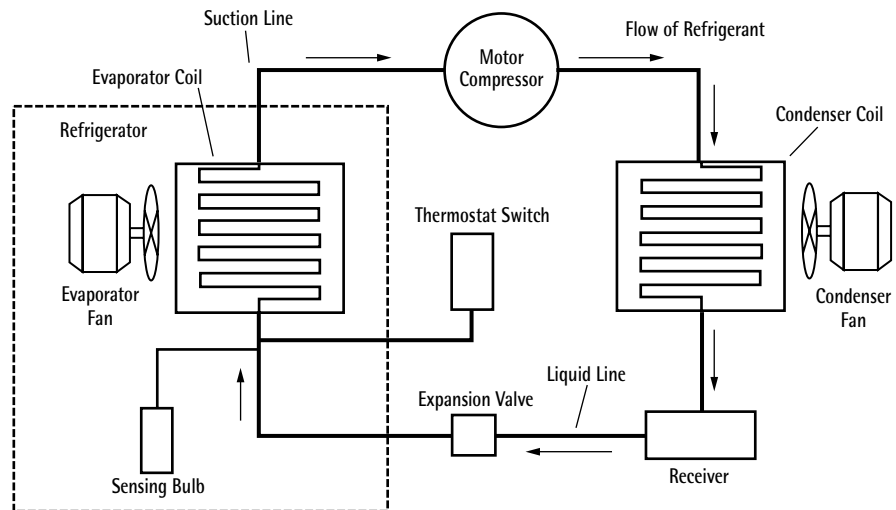 Suction Line
Flow of Refrigerant
Motor
Compressor
Evaporator Coil
Condenser Coil
Refrigerator
Thermostat Switch
Evaporator
Fan
Condenser
Fan
Liquid Line
Expansion Valve
Sensing Bulb
Receiver